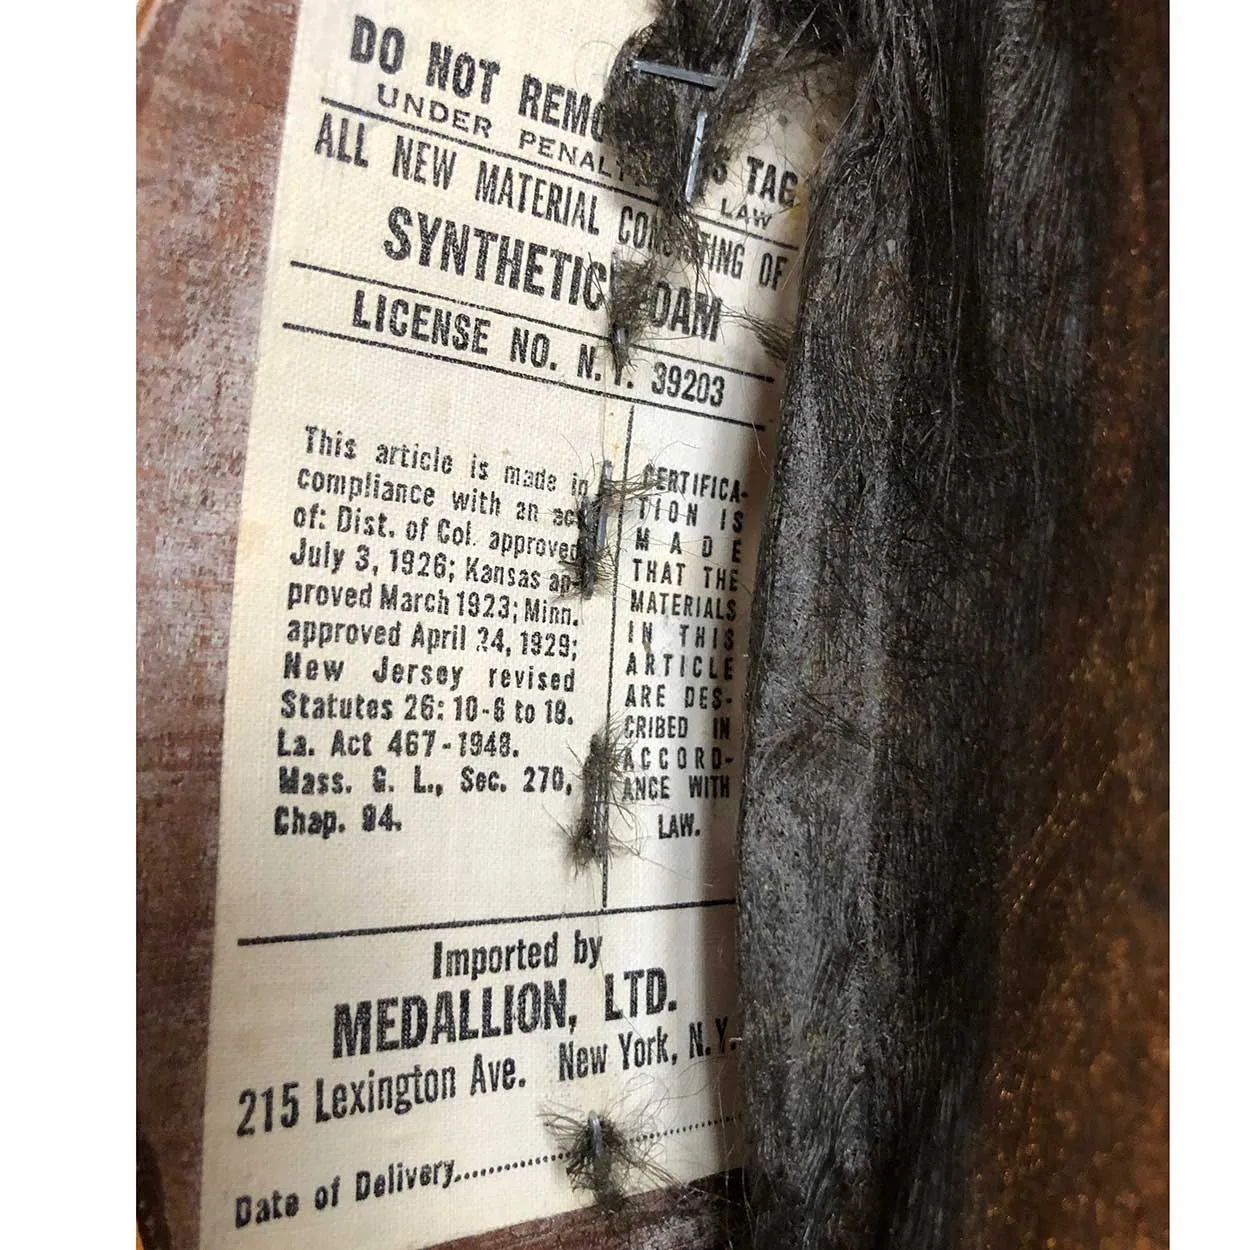 DO NOT REMO S TAG
UNDER PENAL LAW
ALL NEW MATERIAL CONS TING OF
SYNTHETIC OAM
LICENSE NO. N.Y. 39203
This article is made in
compliance with an act
of: Dist. of Col. approved
July 3, 1926; Kansas ap-
proved March 1923; Minn.
approved April 24, 1929;
New Jersey revised
Statutes 26: 10-6 to 18.
La. Act 467-1948.
Mass. G. L., Sec. 270,
Chap. 94.
CERTIFICA-
TION IS
MADE
THAT THE
MATERIALS
IN THIS
ARTICLE
ARE DES-
CRIBED IN
ACCORD-
ANCE WITH
LAW.
Imported by
MEDALLION, LTD.
215 Lexington Ave. New York, N.Y.
Date of Delivery